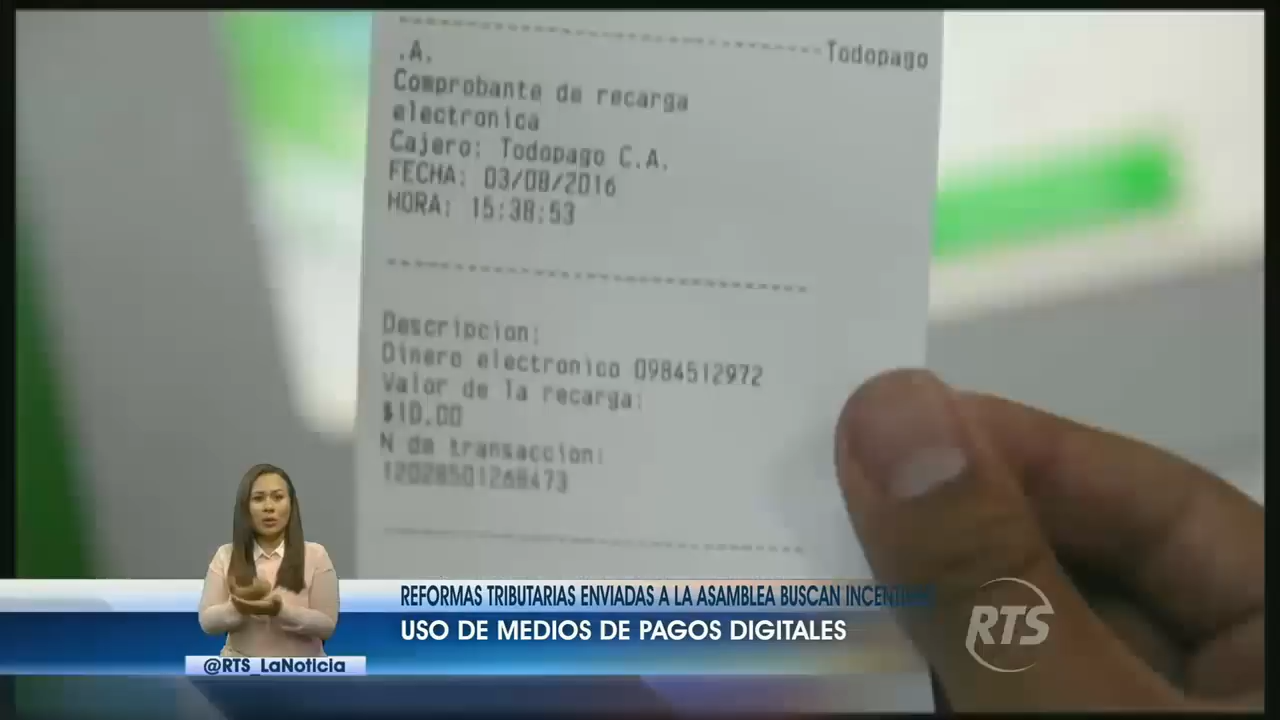 Todopago
.A.
Comprobante de recarga
electronica
Cajero: Todopago C.A.
FECHA: 03/08/2016
HORA: 15:38:53
Descripcion:
Dinero electronico 0984512972
Valor de la recarga:
$10.00
N de transaccion:
12028501268473
REFORMAS TRIBUTARIAS ENVIADAS A LA ASAMBLEA BUSCAN
USO DE MEDIOS DE PAGOS DIGITALES
RTS
@RTS_LaNoticia